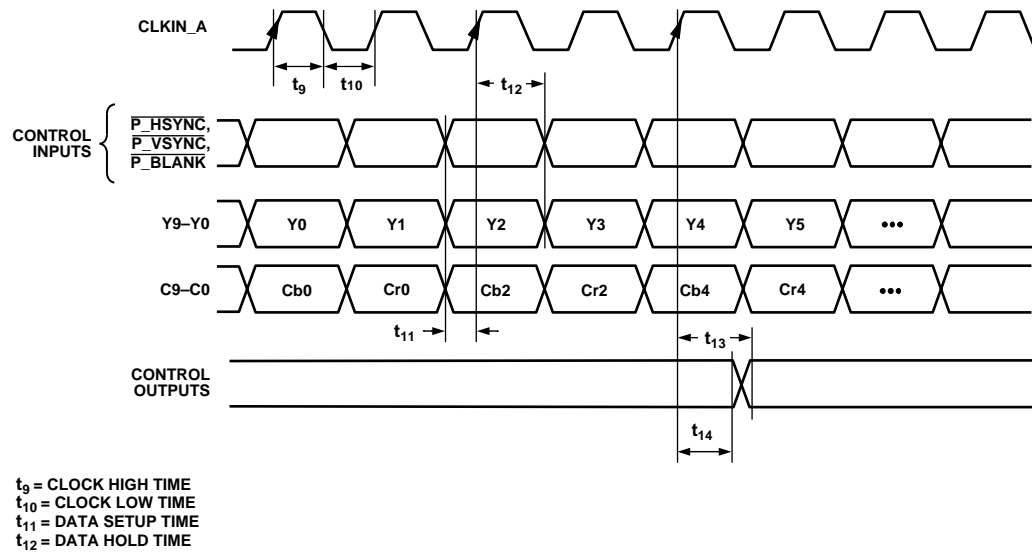 CLKIN_A
t9
t10
t12
CONTROL
INPUTS
P_HSYNC,
P_VSYNC,
P_BLANK
Y9–Y0
Y0
Y1
Y2
Y3
Y4
Y5
•••
C9–C0
Cb0
Cr0
Cb2
Cr2
Cb4
Cr4
•••
t11
t13
CONTROL
OUTPUTS
t14
t9 = CLOCK HIGH TIME
t10 = CLOCK LOW TIME
t11 = DATA SETUP TIME
t12 = DATA HOLD TIME